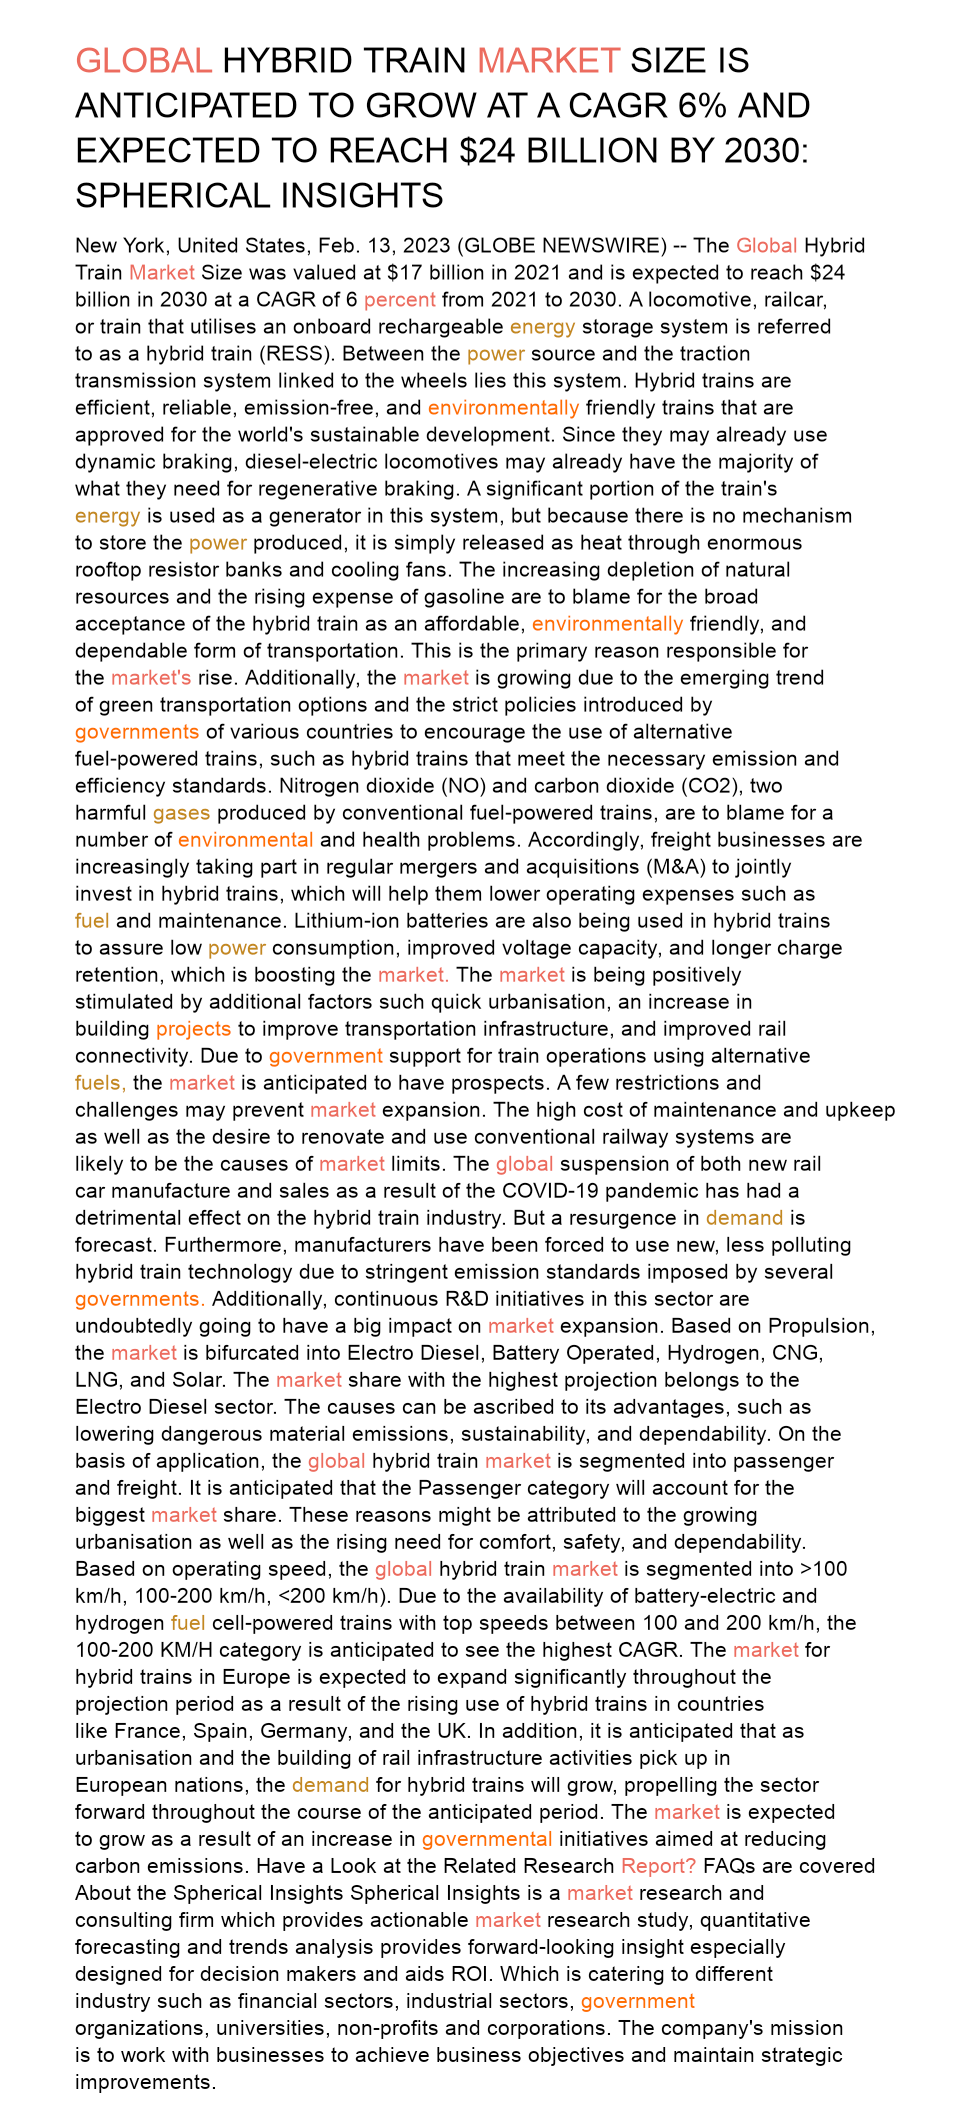 GLOBAL HYBRID TRAIN MARKET SIZE IS
ANTICIPATED TO GROW AT A CAGR 6% AND
EXPECTED TO REACH $24 BILLION BY 2030:
SPHERICAL INSIGHTS
New York, United States, Feb. 13, 2023 (GLOBE NEWSWIRE) -- The Global Hybrid
Train Market Size was valued at $17 billion in 2021 and is expected to reach $24
billion in 2030 at a CAGR of 6 percent from 2021 to 2030. A locomotive, railcar,
or train that utilises an onboard rechargeable energy storage system is referred
to as a hybrid train (RESS). Between the power source and the traction
transmission system linked to the wheels lies this system. Hybrid trains are
efficient, reliable, emission-free, and environmentally friendly trains that are
approved for the world's sustainable development. Since they may already use
dynamic braking, diesel-electric locomotives may already have the majority of
what they need for regenerative braking. A significant portion of the train's
energy is used as a generator in this system, but because there is no mechanism
to store the power produced, it is simply released as heat through enormous
rooftop resistor banks and cooling fans. The increasing depletion of natural
resources and the rising expense of gasoline are to blame for the broad
acceptance of the hybrid train as an affordable, environmentally friendly, and
dependable form of transportation. This is the primary reason responsible for
the market's rise. Additionally, the market is growing due to the emerging trend
of green transportation options and the strict policies introduced by
governments of various countries to encourage the use of alternative
fuel-powered trains, such as hybrid trains that meet the necessary emission and
efficiency standards. Nitrogen dioxide (NO) and carbon dioxide (CO2), two
harmful gases produced by conventional fuel-powered trains, are to blame for a
number of environmental and health problems. Accordingly, freight businesses are
increasingly taking part in regular mergers and acquisitions (M&A) to jointly
invest in hybrid trains, which will help them lower operating expenses such as
fuel and maintenance. Lithium-ion batteries are also being used in hybrid trains
to assure low power consumption, improved voltage capacity, and longer charge
retention, which is boosting the market. The market is being positively
stimulated by additional factors such quick urbanisation, an increase in
building projects to improve transportation infrastructure, and improved rail
connectivity. Due to government support for train operations using alternative
fuels, the market is anticipated to have prospects. A few restrictions and
challenges may prevent market expansion. The high cost of maintenance and upkeep
as well as the desire to renovate and use conventional railway systems are
likely to be the causes of market limits. The global suspension of both new rail
car manufacture and sales as a result of the COVID-19 pandemic has had a
detrimental effect on the hybrid train industry. But a resurgence in demand is
forecast. Furthermore, manufacturers have been forced to use new, less polluting
hybrid train technology due to stringent emission standards imposed by several
governments. Additionally, continuous R&D initiatives in this sector are
undoubtedly going to have a big impact on market expansion. Based on Propulsion,
the market is bifurcated into Electro Diesel, Battery Operated, Hydrogen, CNG,
LNG, and Solar. The market share with the highest projection belongs to the
Electro Diesel sector. The causes can be ascribed to its advantages, such as
lowering dangerous material emissions, sustainability, and dependability. On the
basis of application, the global hybrid train market is segmented into passenger
and freight. It is anticipated that the Passenger category will account for the
biggest market share. These reasons might be attributed to the growing
urbanisation as well as the rising need for comfort, safety, and dependability.
Based on operating speed, the global hybrid train market is segmented into >100
km/h, 100-200 km/h, <200 km/h). Due to the availability of battery-electric and
hydrogen fuel cell-powered trains with top speeds between 100 and 200 km/h, the
100-200 KM/H category is anticipated to see the highest CAGR. The market for
hybrid trains in Europe is expected to expand significantly throughout the
projection period as a result of the rising use of hybrid trains in countries
like France, Spain, Germany, and the UK. In addition, it is anticipated that as
urbanisation and the building of rail infrastructure activities pick up in
European nations, the demand for hybrid trains will grow, propelling the sector
forward throughout the course of the anticipated period. The market is expected
to grow as a result of an increase in governmental initiatives aimed at reducing
carbon emissions. Have a Look at the Related Research Report? FAQs are covered
About the Spherical Insights Spherical Insights is a market research and
consulting firm which provides actionable market research study, quantitative
forecasting and trends analysis provides forward-looking insight especially
designed for decision makers and aids ROI. Which is catering to different
industry such as financial sectors, industrial sectors, government
organizations, universities, non-profits and corporations. The company's mission
is to work with businesses to achieve business objectives and maintain strategic
improvements.